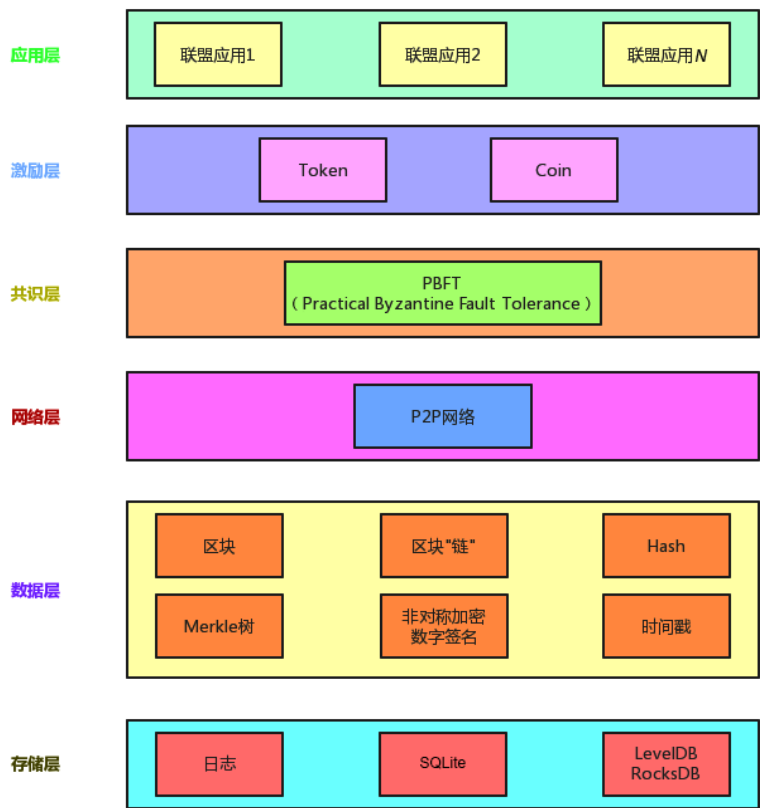 应用层
联盟应用1
联盟应用2
联盟应用N
激励层
Token
Coin
共识层
PBFT
（ Practical Byzantine Fault Tolerance ）
网络层
P2P网络
数据层
区块
区块"链"
Hash
Merkle树
非对称加密
数字签名
时间戳
存储层
日志
SQLite
LevelDB
RocksDB